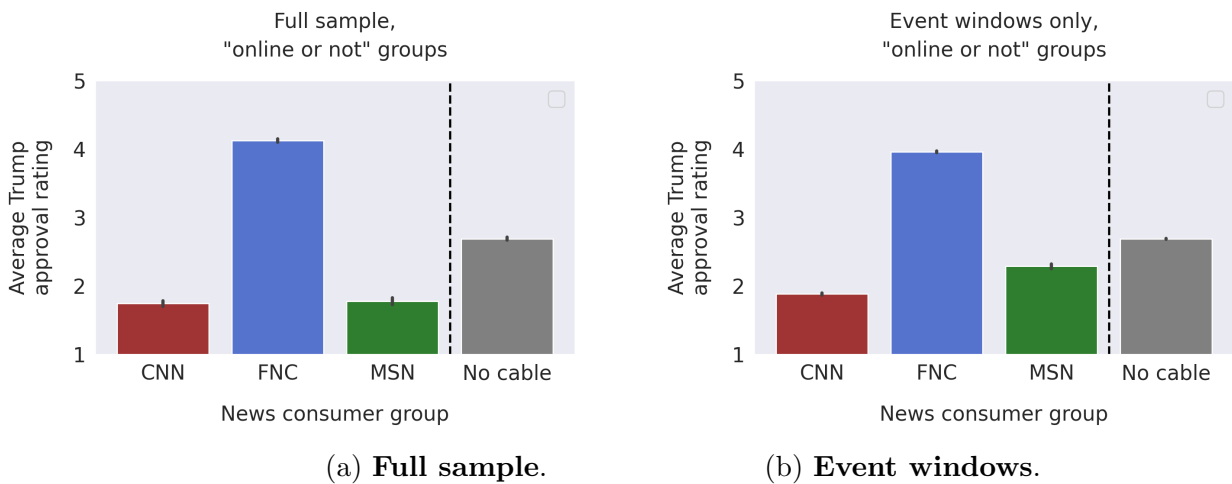 Full sample,
"online or not" groups
5
4
3
2
1
Average Trump
approval rating
CNN
FNC
MSN
No cable
News consumer group
(a) Full sample.
Event windows only,
"online or not" groups
5
4
3
2
1
Average Trump
approval rating
CNN
FNC
MSN
No cable
News consumer group
(b) Event windows.